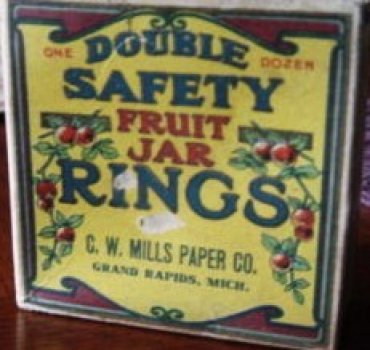 ONE DOUBLE DOZEN
SAFETY
FRUIT
JAR
RINGS
C. W. MILLS PAPER CO.
GRAND RAPIDS, MICH.